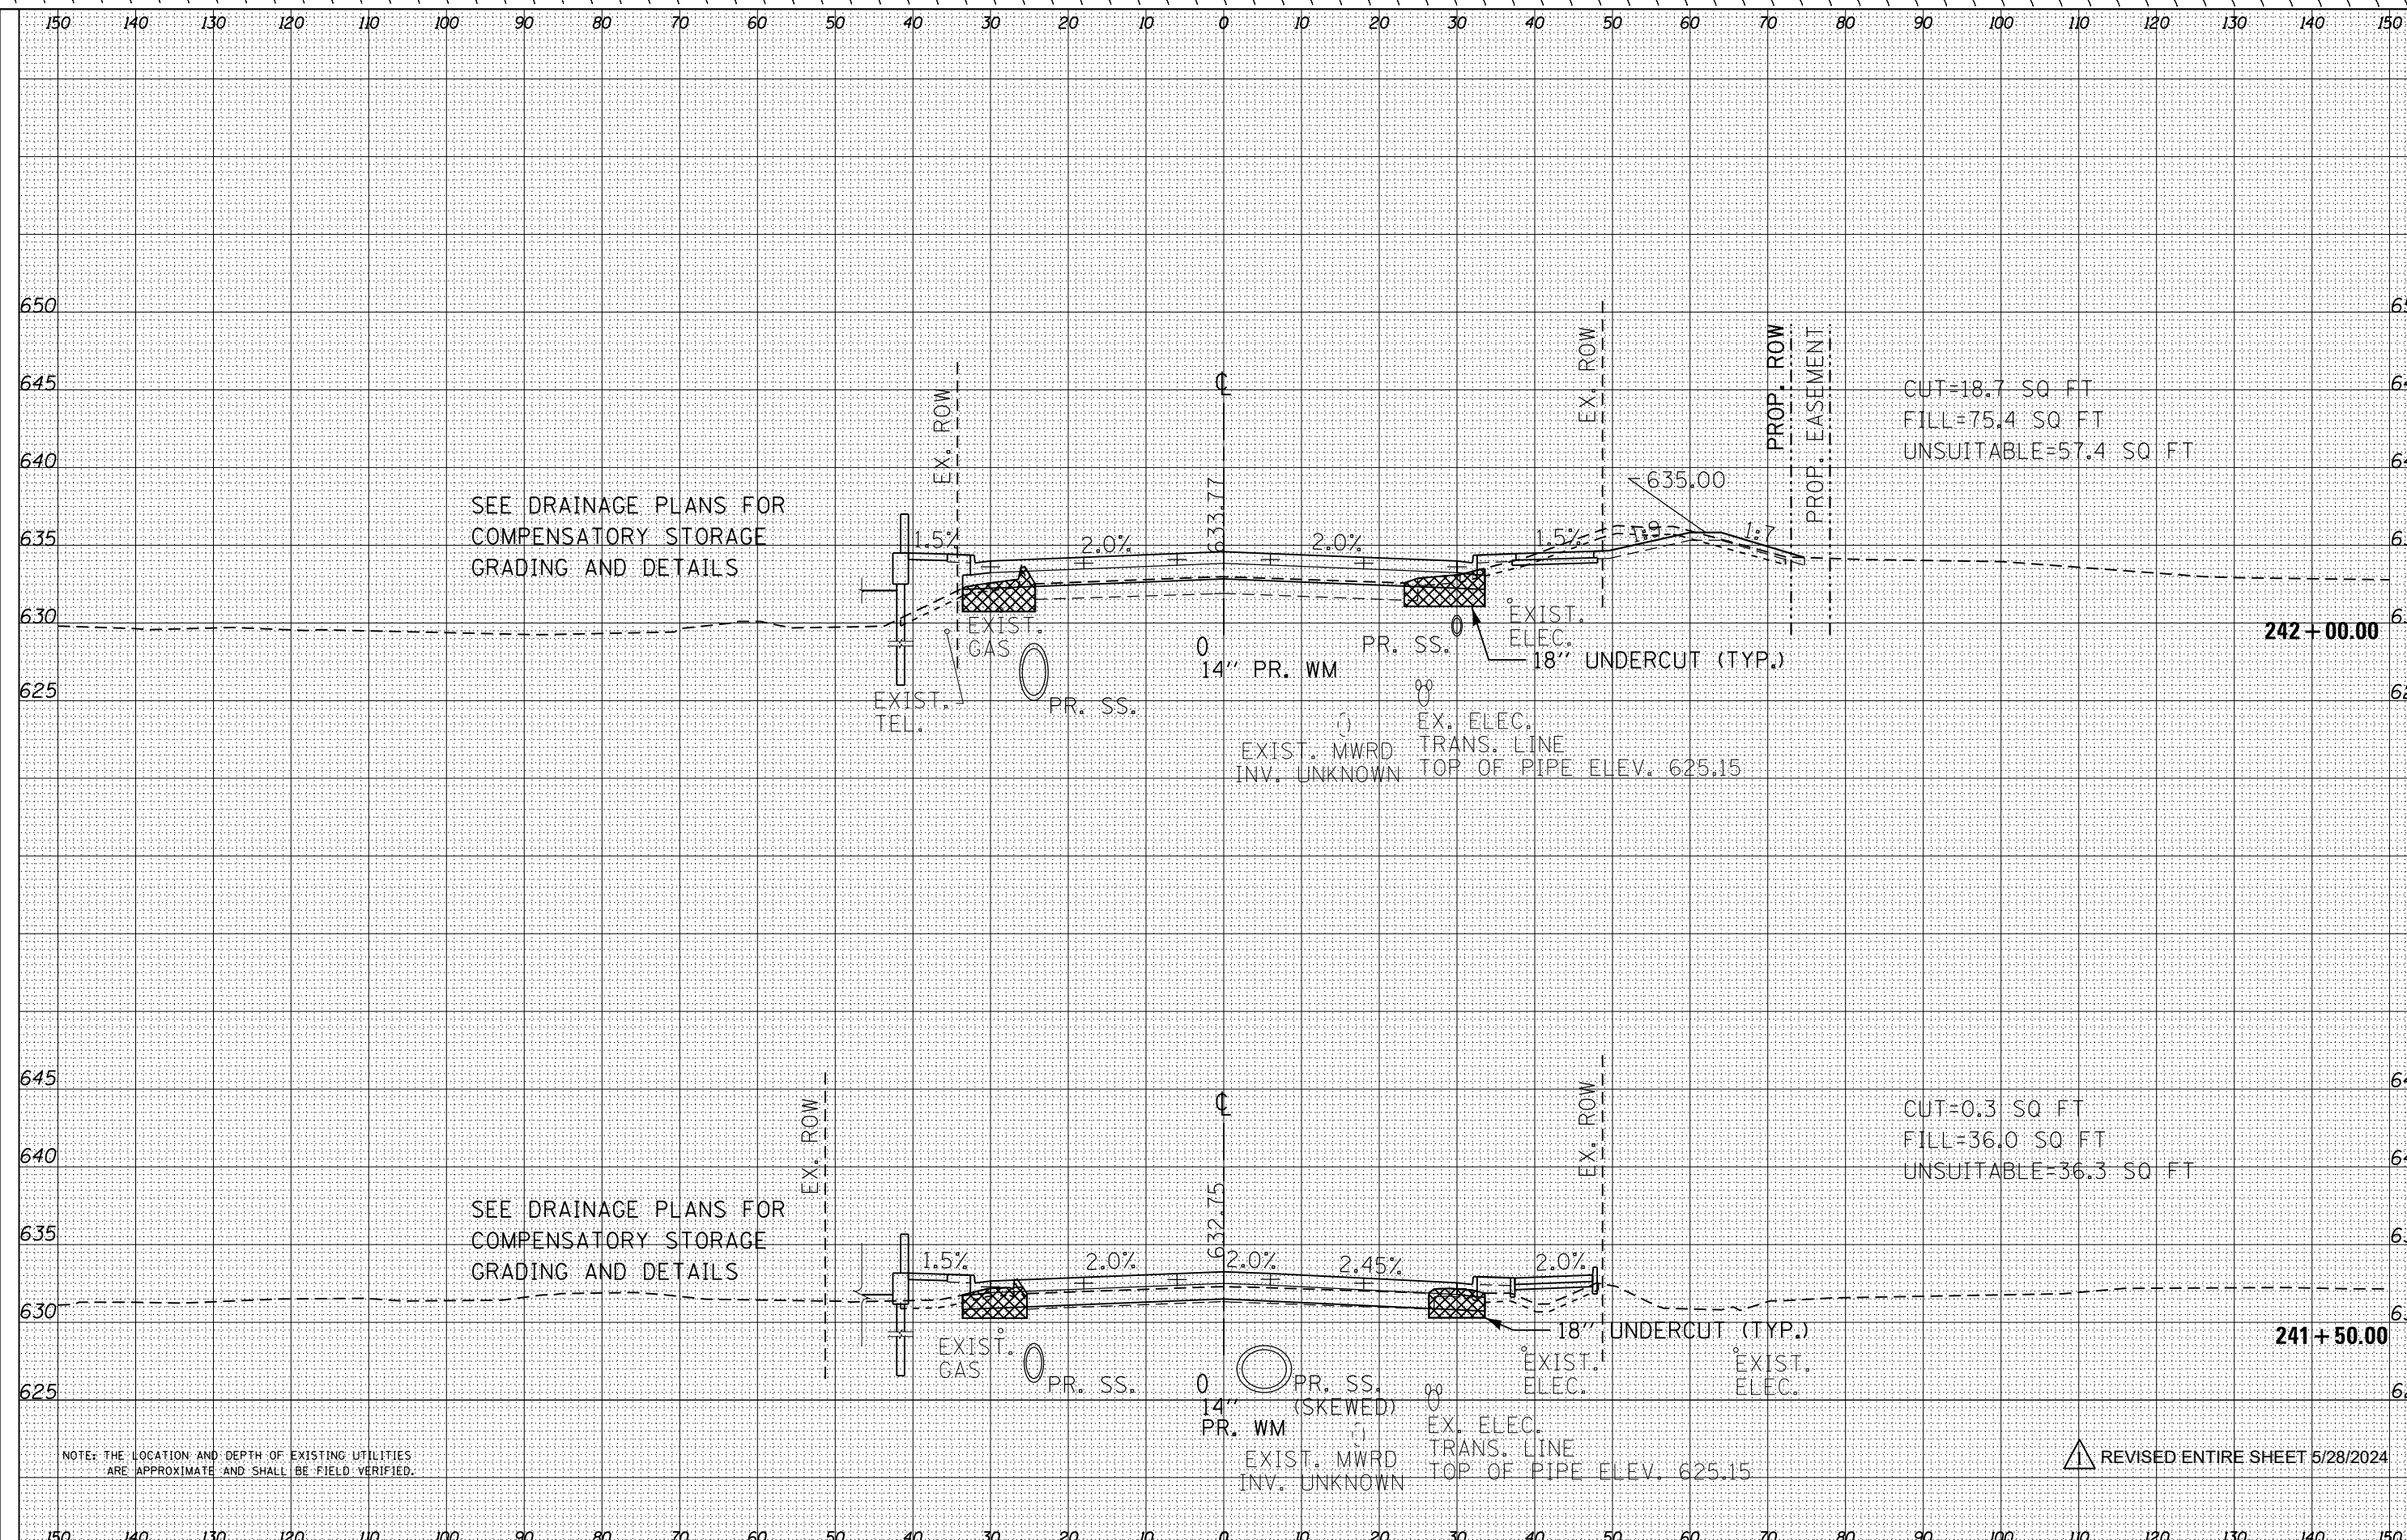 150 140 130 120 110 100 90 80 70 60 50 40 30 20 10 0 10 20 30 40 50 60 70 80 90 100 110 120 130 140 150
650
645
640
635
630
625
EX. ROW
℄
EX. ROW
PROP. ROW
PROP. EASEMENT
CUT=18.7 SQ FT
FILL=75.4 SQ FT
UNSUITABLE=57.4 SQ FT
SEE DRAINAGE PLANS FOR
COMPENSATORY STORAGE
GRADING AND DETAILS
633.77
635.00
1.5%
2.0%
2.0%
1.5%
1:9
1:7
EXIST.
GAS
EXIST.
TEL.
PR. SS.
14'' PR. WM
PR. SS.
EXIST.
ELEC.
18'' UNDERCUT (TYP.)
242+00.00
EXIST. MWRD
INV. UNKNOWN
EX. ELEC.
TRANS. LINE
TOP OF PIPE ELEV. 625.15
645
640
635
630
625
EX. ROW
℄
EX. ROW
CUT=0.3 SQ FT
FILL=36.0 SQ FT
UNSUITABLE=36.3 SQ FT
SEE DRAINAGE PLANS FOR
COMPENSATORY STORAGE
GRADING AND DETAILS
632.75
1.5%
2.0%
2.0%
2.45%
2.0%
18'' UNDERCUT (TYP.)
241+50.00
EXIST.
GAS
PR. SS.
14''
PR. WM
PR. SS.
(SKEWED)
EXIST.
ELEC.
EXIST.
ELEC.
EXIST. MWRD
INV. UNKNOWN
EX. ELEC.
TRANS. LINE
TOP OF PIPE ELEV. 625.15
NOTE: THE LOCATION AND DEPTH OF EXISTING UTILITIES
ARE APPROXIMATE AND SHALL BE FIELD VERIFIED.
1 REVISED ENTIRE SHEET 5/28/2024
150 140 130 120 110 100 90 80 70 60 50 40 30 20 10 0 10 20 30 40 50 60 70 80 90 100 110 120 130 140 150